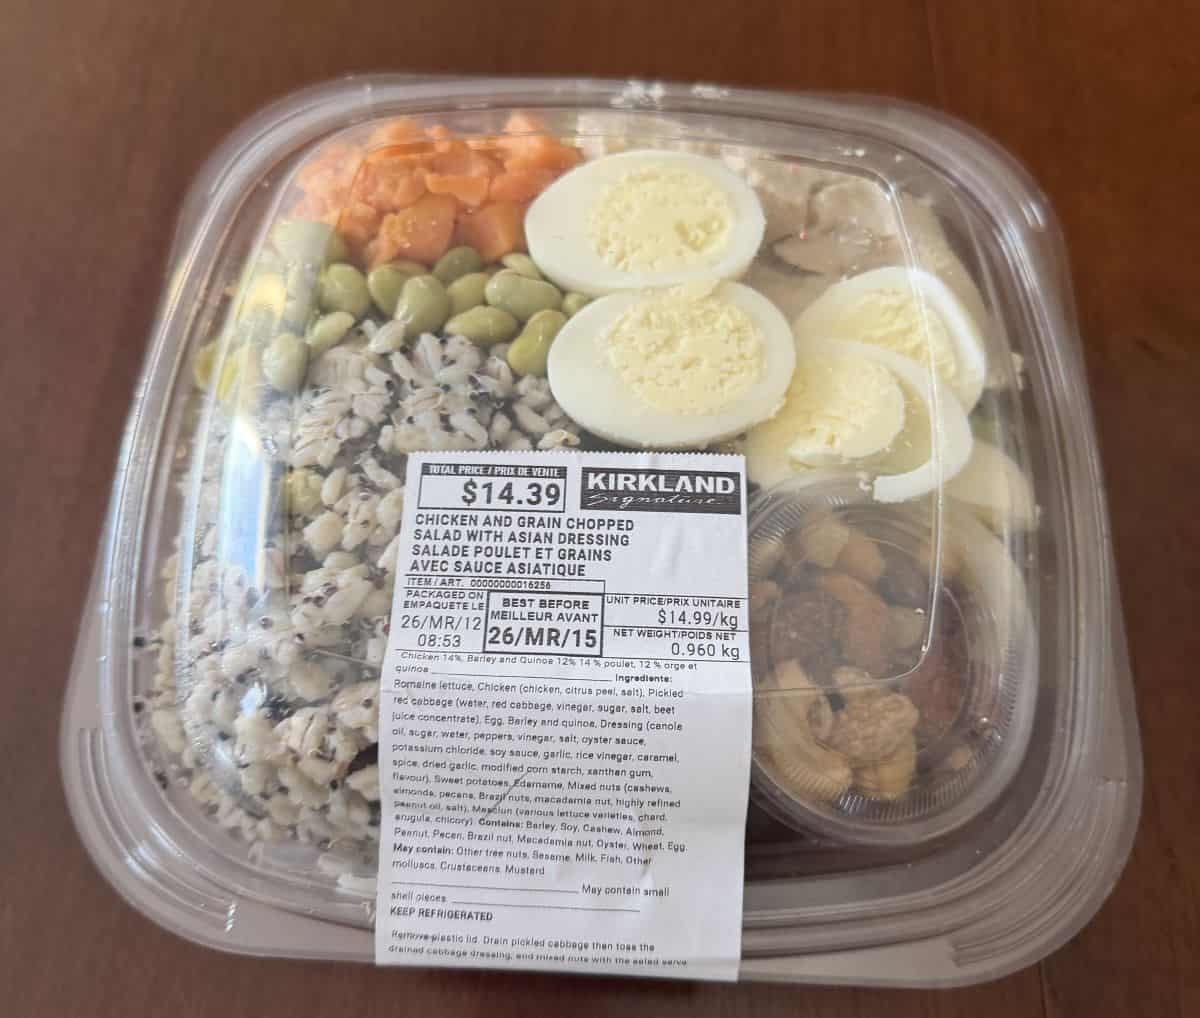 TOTAL PRICE / PRIX DE VENTE
$14.39
KIRKLAND
Signature
CHICKEN AND GRAIN CHOPPED
SALAD WITH ASIAN DRESSING
SALADE POULET ET GRAINS
AVEC SAUCE ASIATIQUE
ITEM / ART. 00000000016256
PACKAGED ON
EMPAQUETE LE
26/MR/12
08:53
BEST BEFORE
MEILLEUR AVANT
26/MR/15
UNIT PRICE/PRIX UNITAIRE
$14.99/kg
NET WEIGHT/POIDS NET
0.960 kg
Chicken 14%, Barley and Quinoa 12% 14 % poulet, 12 % orge et
quinoa Ingredients:
Romaine lettuce, Chicken (chicken, citrus peel, salt), Pickled
red cabbage (water, red cabbage, vinegar, sugar, salt, beet
juice concentrate), Egg, Barley and quinoa, Dressing (canola
oil, sugar, water, peppers, vinegar, salt, oyster sauce,
potassium chloride, soy sauce, garlic, rice vinegar, caramel,
spice, dried garlic, modified corn starch, xanthan gum,
flavour), Sweet potatoes, Edamame, Mixed nuts (cashews,
almonds, pecans, Brazil nuts, macadamia nut, highly refined
peanut oil, salt), Mesclun (various lettuce varieties, chard,
arugula, chicory) Contains: Barley, Soy, Cashew, Almond,
Peanut, Pecan, Brazil nut, Macadamia nut, Oyster, Wheat, Egg.
May contain: Other tree nuts, Sesame, Milk, Fish, Other
molluscs, Crustaceans, Mustard
May contain small
shell pieces
KEEP REFRIGERATED
Remove plastic lid. Drain pickled cabbage then toss the
drained cabbage dressing, and mixed nuts with the salad serve